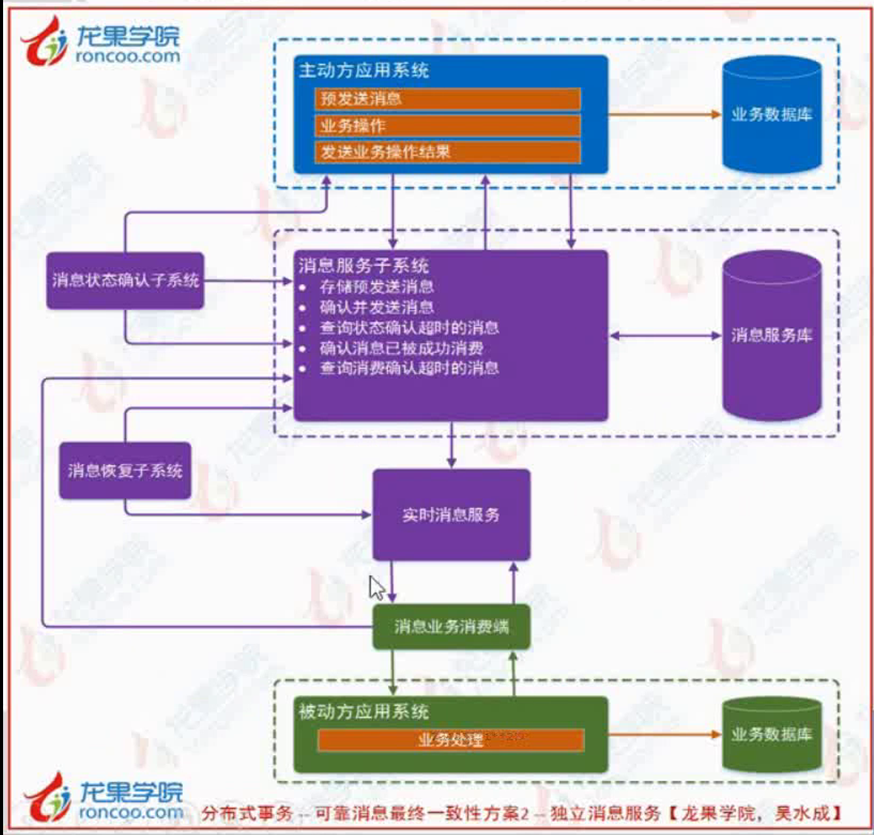 龙果学院
roncoo.com
主动方应用系统
预发送消息
业务操作
发送业务操作结果
业务数据库
消息状态确认子系统
消息服务子系统
• 存储预发送消息
• 确认并发送消息
• 查询状态确认超时的消息
• 确认消息已被成功消费
• 查询消费确认超时的消息
消息服务库
消息恢复子系统
实时消息服务
消息业务消费端
被动方应用系统
业务处理
业务数据库
龙果学院
roncoo.com
分布式事务 -- 可靠消息最终一致性方案2 -- 独立消息服务【龙果学院，吴水成】